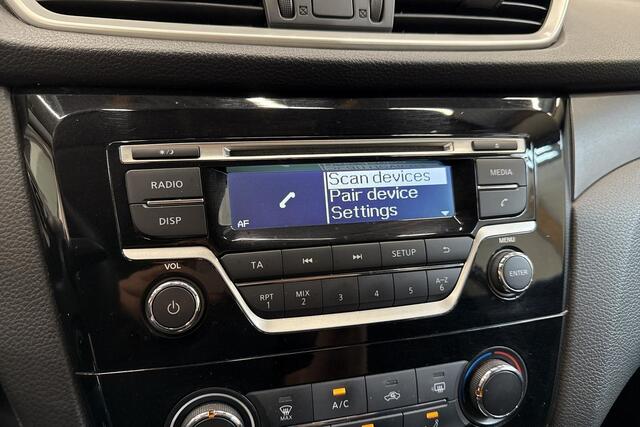 Scan devices
RADIO
MEDIA
Pair device
DISP
Settings
AF
TA
SETUP
MENU
VOL
ENTER
RPT
1
MIX
2
3
4
5
A-Z
6
MAX
A/C